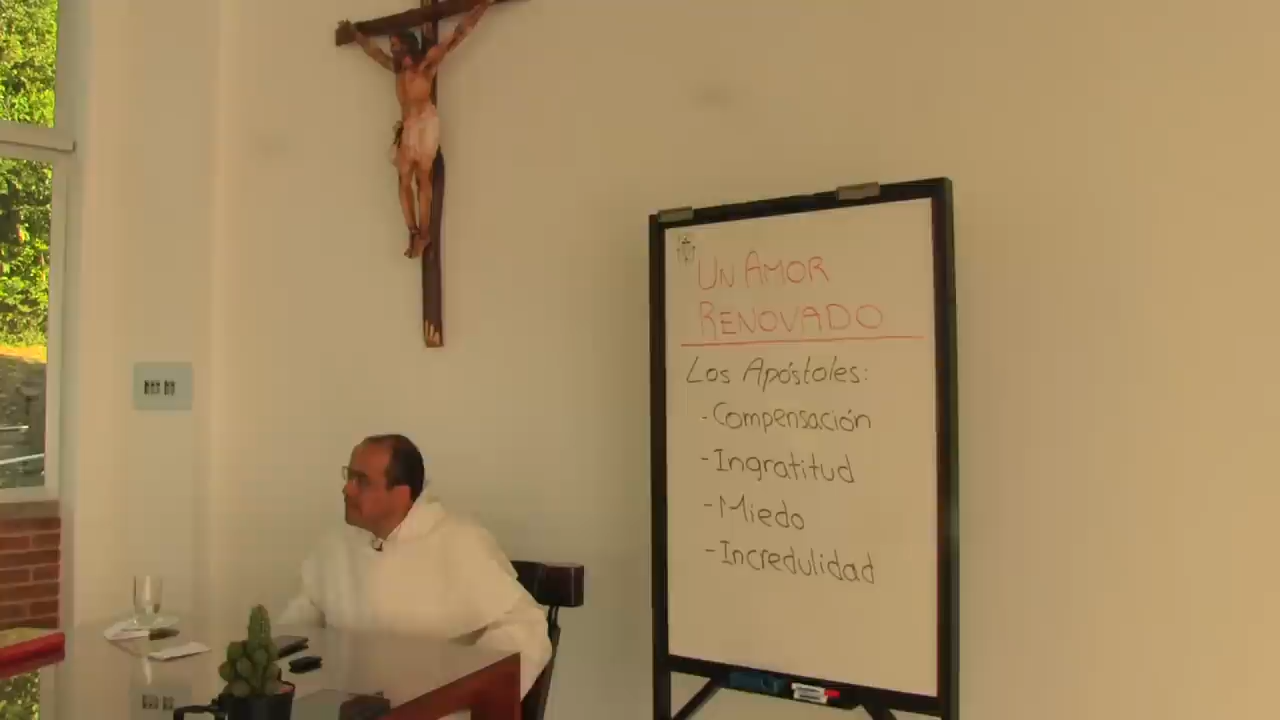 UN AMOR
RENOVADO
Los Apóstoles:
- Compensación
- Ingratitud
- Miedo
- Incredulidad